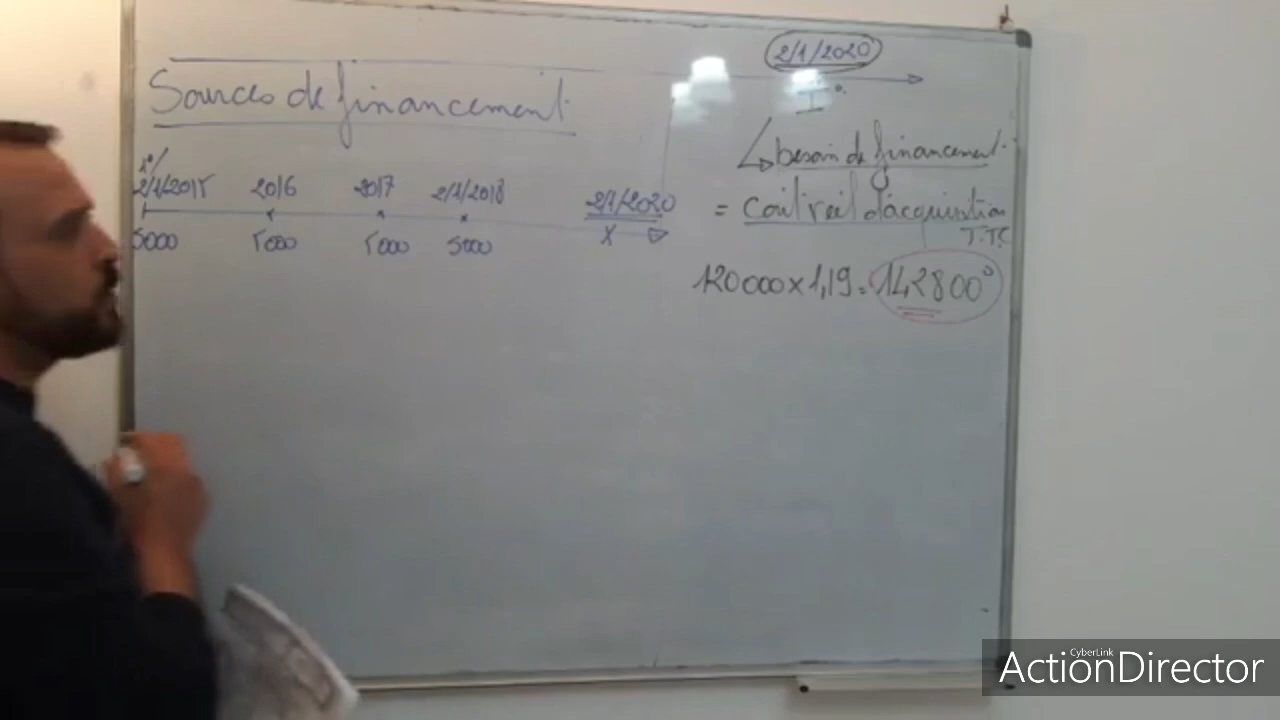 2/1/2020
Sources de financement
besoin de financement
= coût réel d'acquisition
T.T.C
1°/
2/1/2015 2016 2017 2/1/2018 2/1/2020
5000 5000 5000 5000 X
120000 x 1,19 = 142800
CyberLink
ActionDirector